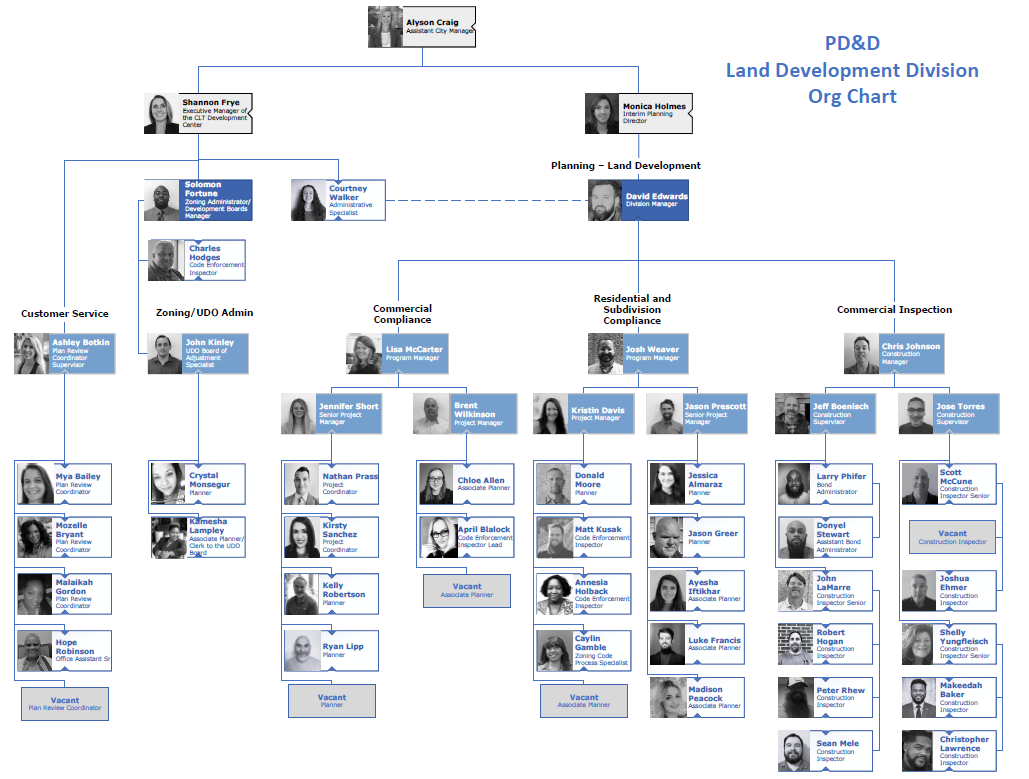 Alyson Craig
Assistant City Manager
PD&D
Land Development Division
Org Chart
Shannon Frye
Executive Manager of
the CLT Development
Center
Monica Holmes
Interim Planning
Director
Planning – Land Development
Solomon
Fortune
Zoning Administrator/
Development Boards
Manager
Courtney
Walker
Administrative
Specialist
David Edwards
Division Manager
Charles
Hodges
Code Enforcement
Inspector
Customer Service
Zoning/UDO Admin
Commercial
Compliance
Residential and
Subdivision
Compliance
Commercial Inspection
Ashley Botkin
Plan Review
Coordinator
Supervisor
John Kinley
UDO Board of
Adjustment
Specialist
Lisa McCarter
Program Manager
Josh Weaver
Program Manager
Chris Johnson
Construction
Manager
Jennifer Short
Senior Project
Manager
Brent
Wilkinson
Project Manager
Kristin Davis
Project Manager
Jason Prescott
Senior Project
Manager
Jeff Boenisch
Construction
Supervisor
Jose Torres
Construction
Supervisor
Mya Bailey
Plan Review
Coordinator
Mozelle
Bryant
Plan Review
Coordinator
Malaikah
Gordon
Plan Review
Coordinator
Hope
Robinson
Office Assistant Sr
Vacant
Plan Review Coordinator
Crystal
Monsegur
Planner
Kamesha
Lampley
Associate Planner/
Clerk to the UDO
Board
Nathan Prass
Project
Coordinator
Kirsty
Sanchez
Project
Coordinator
Kelly
Robertson
Planner
Ryan Lipp
Planner
Vacant
Planner
Chloe Allen
Associate Planner
April Blalock
Code Enforcement
Inspector Lead
Vacant
Associate Planner
Donald
Moore
Planner
Matt Kusak
Code Enforcement
Inspector
Annesia
Holback
Code Enforcement
Inspector
Caylin
Gamble
Zoning Code
Process Specialist
Vacant
Associate Planner
Jessica
Almaraz
Planner
Jason Greer
Planner
Ayesha
Iftikhar
Associate Planner
Luke Francis
Associate Planner
Madison
Peacock
Associate Planner
Larry Phifer
Bond
Administrator
Donyel
Stewart
Assistant Bond
Administrator
John
LaMarre
Construction
Inspector Senior
Robert
Hogan
Construction
Inspector
Peter Rhew
Construction
Inspector
Sean Mele
Construction
Inspector
Scott
McCune
Construction
Inspector Senior
Vacant
Construction Inspector
Joshua
Ehmer
Construction
Inspector
Shelly
Yungfleisch
Construction
Inspector Senior
Makeedah
Baker
Construction
Inspector
Christopher
Lawrence
Construction
Inspector